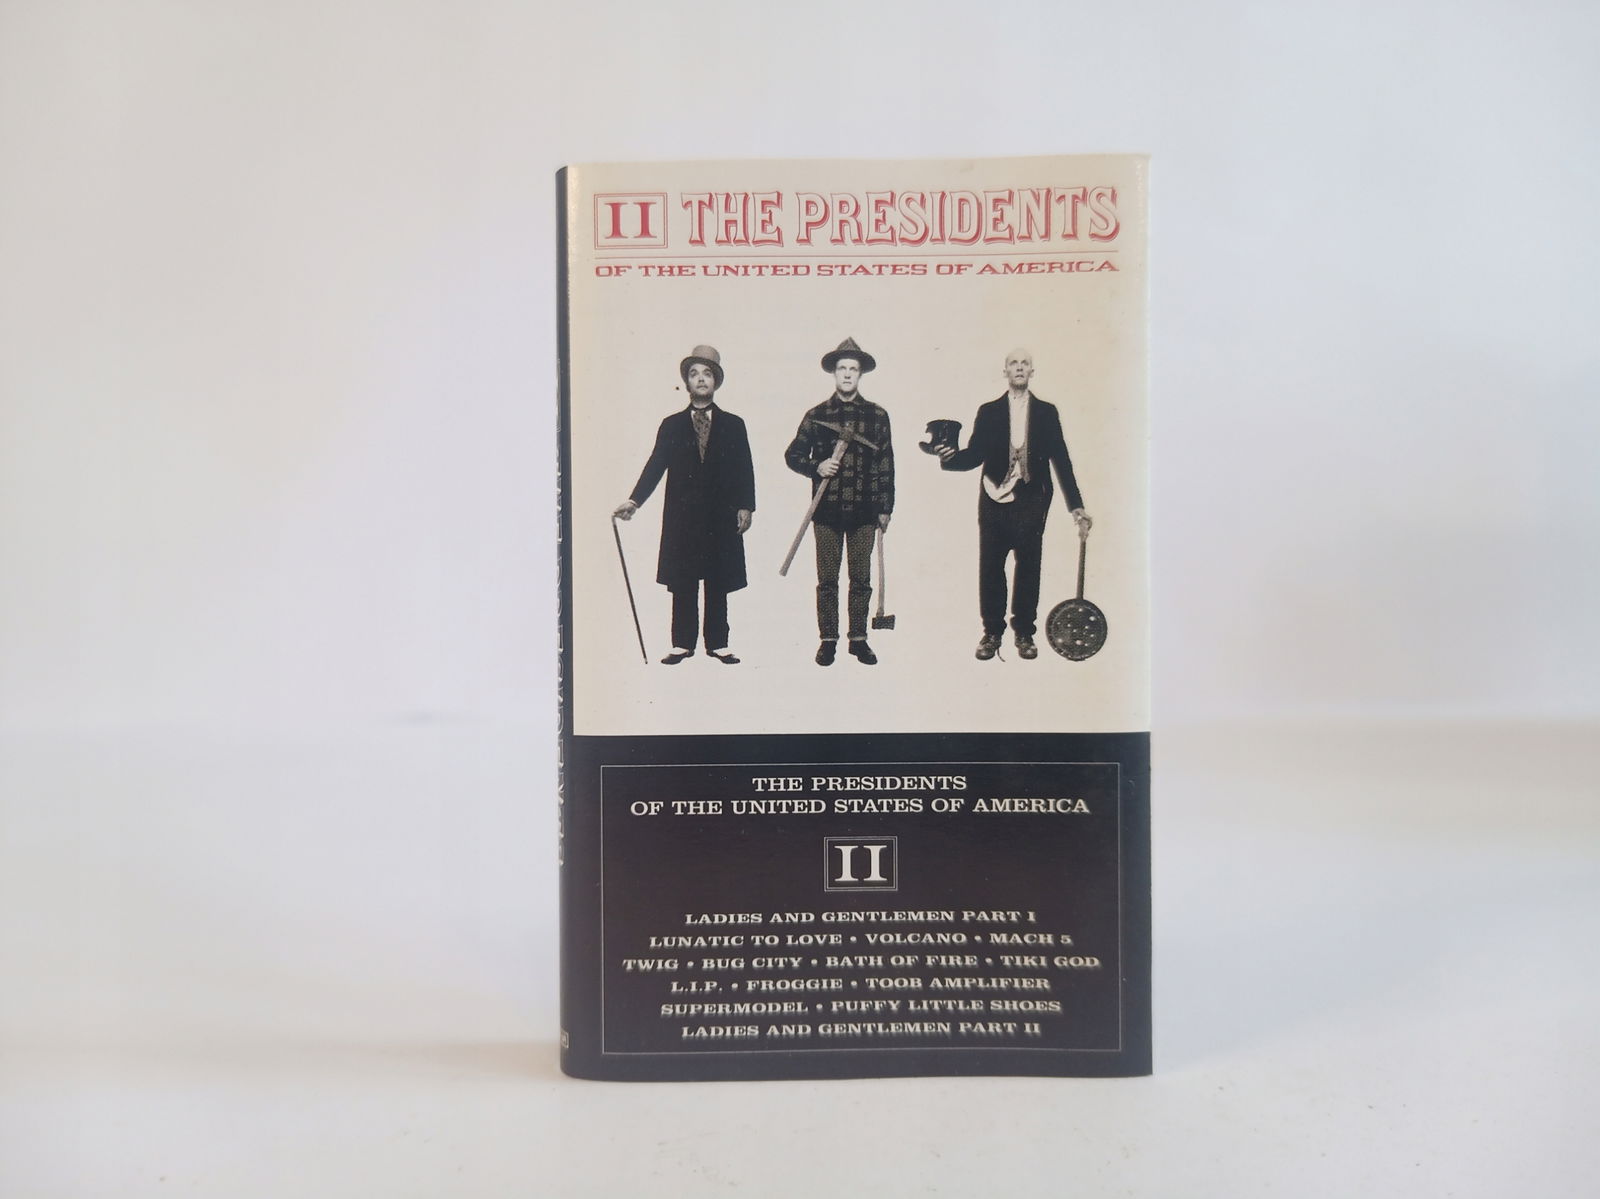 II THE PRESIDENTS
OF THE UNITED STATES OF AMERICA
THE PRESIDENTS
OF THE UNITED STATES OF AMERICA
II
LADIES AND GENTLEMEN PART I
LUNATIC TO LOVE • VOLCANO • MACH 5
TWIG • BUG CITY • BATH OF FIRE • TIKI GOD
L.I.P. • FROGGIE • TOOB AMPLIFIER
SUPERMODEL • PUFFY LITTLE SHOES
LADIES AND GENTLEMEN PART II